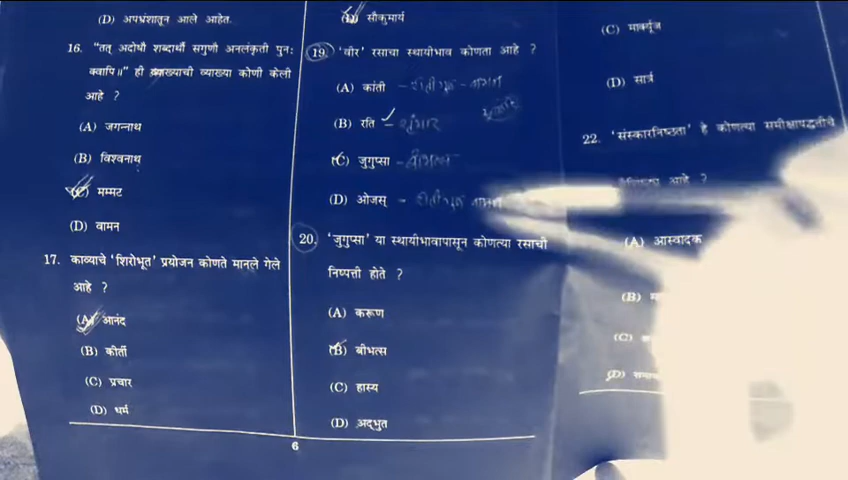 (D) अपभ्रंशातून आले आहेत.
16. "तत् अदोषौ शब्दार्थौ सगुणौ अनलंकृती पुनः
क्वापि॥" ही व्याख्या कोणी केली
आहे ?
(A) जगन्नाथ
(B) विश्वनाथ
(C) मम्मट
(D) वामन
17. काव्याचे 'शिरोभूत' प्रयोजन कोणते मानले गेले
आहे ?
(A) आनंद
(B) कीर्ती
(C) प्रचार
(D) धर्म
(D) सौकुमार्य
19. 'वीर' रसाचा स्थायीभाव कोणता आहे ?
(A) कांती
(B) रति - शृंगार
(C) जुगुप्सा - बीभत्स
(D) ओजस्
20. 'जुगुप्सा' या स्थायीभावापासून कोणत्या रसाची
निष्पत्ती होते ?
(A) करूण
(B) बीभत्स
(C) हास्य
(D) अद्भुत
6
(C)
(D) सार्त्र
22. 'संस्कारनिष्ठता' हे कोणत्या समीक्षापद्धतीचे
आहे ?
(A) आस्वादक
(B)
(C)
(D)